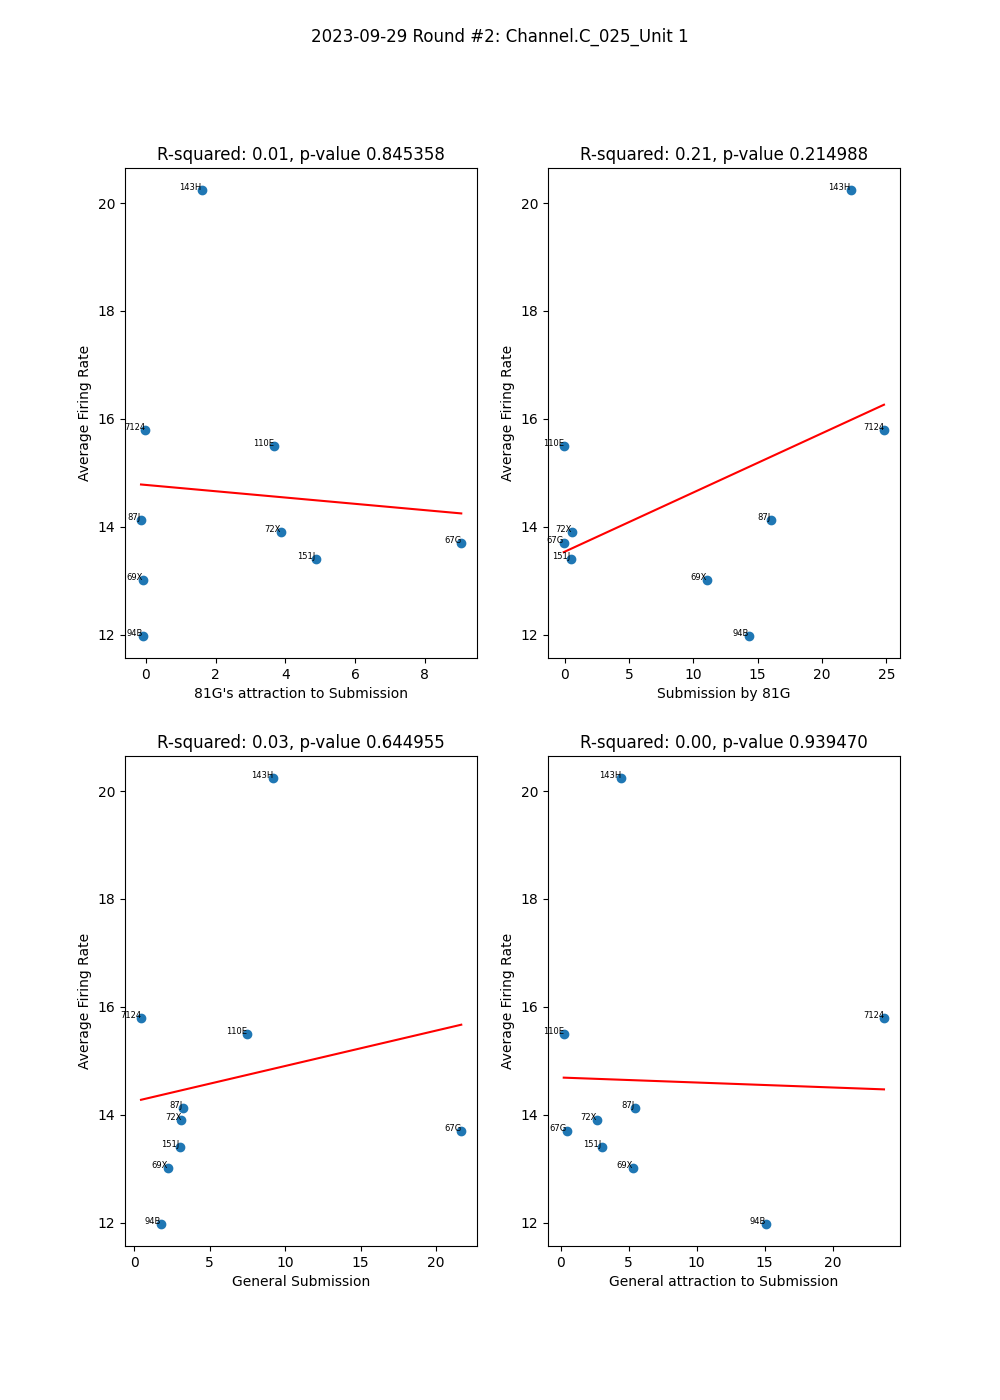 2023-09-29 Round #2: Channel.C_025_Unit 1
R-squared: 0.01, p-value 0.845358
Average Firing Rate
20
18
16
14
12
143H
7124
110E
87J
72X
67G
151J
69X
94B
0 2 4 6 8
81G's attraction to Submission
R-squared: 0.21, p-value 0.214988
Average Firing Rate
20
18
16
14
12
143H
7124
110E
87J
72X
67G
151J
69X
94B
0 5 10 15 20 25
Submission by 81G
R-squared: 0.03, p-value 0.644955
Average Firing Rate
20
18
16
14
12
143H
7124
110E
87J
72X
67G
151J
69X
94B
0 5 10 15 20
General Submission
R-squared: 0.00, p-value 0.939470
Average Firing Rate
20
18
16
14
12
143H
7124
110E
87J
72X
67G
151J
69X
94B
0 5 10 15 20
General attraction to Submission